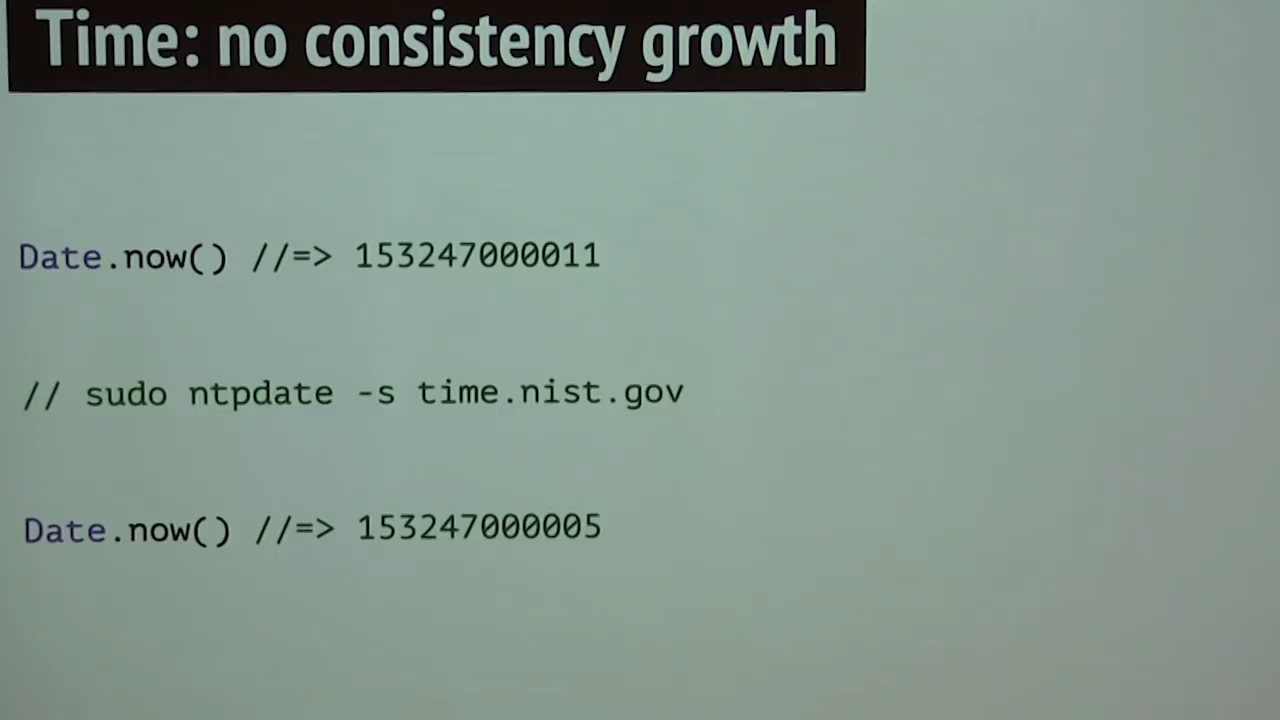 Time: no consistency growth
Date.now() //=> 153247000011
// sudo ntpdate -s time.nist.gov
Date.now() //=> 153247000005